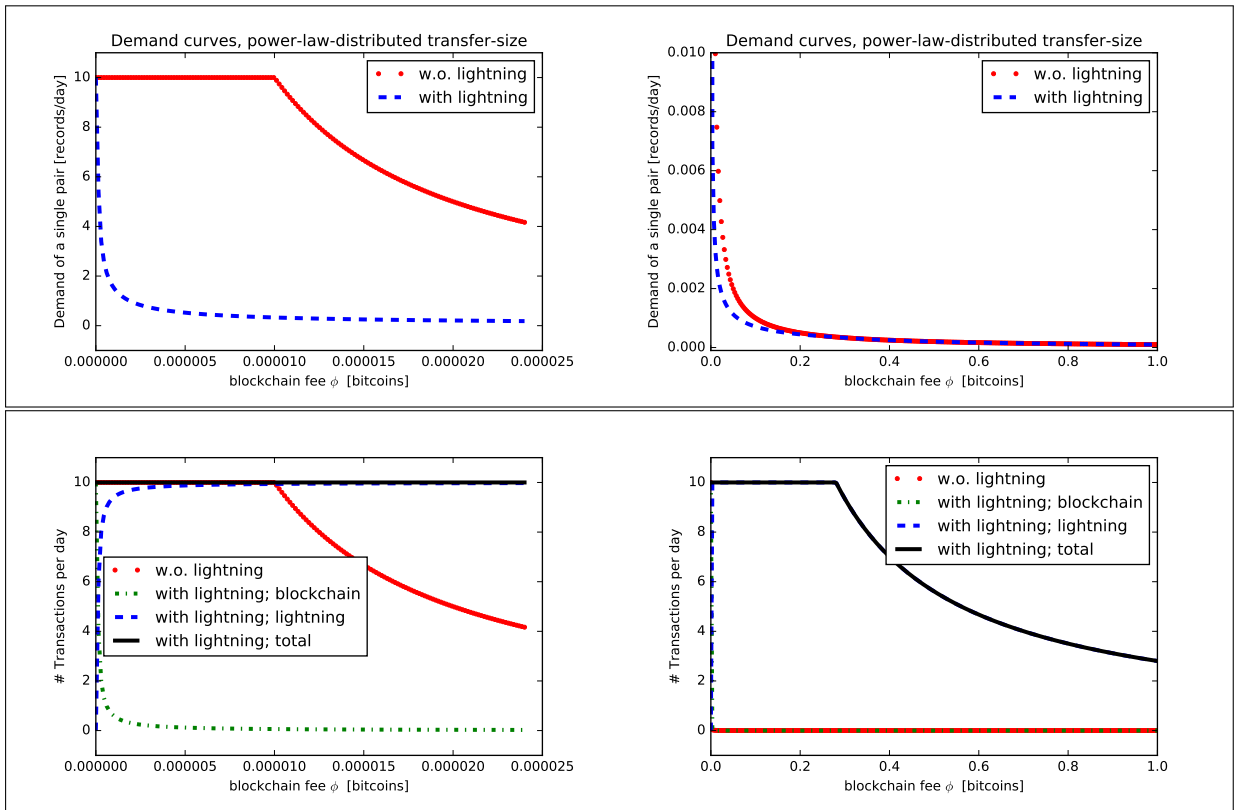 Demand curves, power-law-distributed transfer-size
Demand of a single pair [records/day]
10
8
6
4
2
0
w.o. lightning
with lightning
0.000000 0.000005 0.000010 0.000015 0.000020 0.000025
blockchain fee ϕ [bitcoins]
Demand curves, power-law-distributed transfer-size
Demand of a single pair [records/day]
0.010
0.008
0.006
0.004
0.002
0.000
w.o. lightning
with lightning
0.0 0.2 0.4 0.6 0.8 1.0
blockchain fee ϕ [bitcoins]
# Transactions per day
10
8
6
4
2
0
w.o. lightning
with lightning; blockchain
with lightning; lightning
with lightning; total
0.000000 0.000005 0.000010 0.000015 0.000020 0.000025
blockchain fee ϕ [bitcoins]
# Transactions per day
10
8
6
4
2
0
w.o. lightning
with lightning; blockchain
with lightning; lightning
with lightning; total
0.0 0.2 0.4 0.6 0.8 1.0
blockchain fee ϕ [bitcoins]